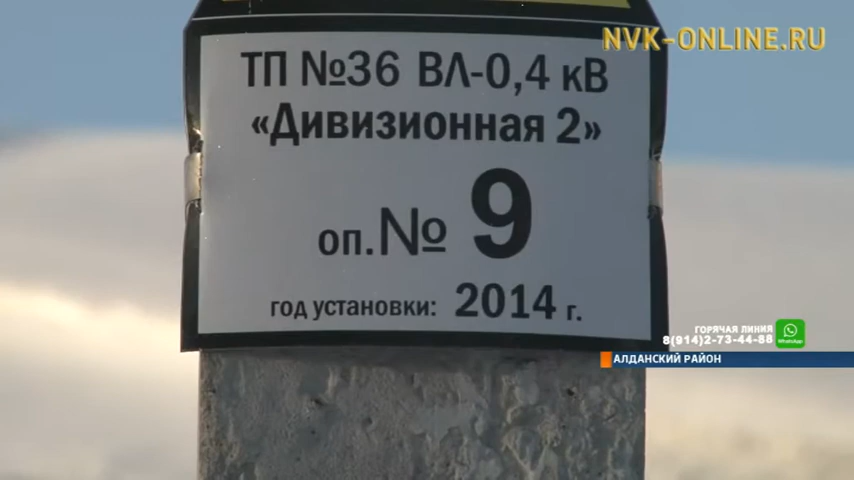 NVK-ONLINE.RU
ТП №36 ВЛ-0,4 кВ
«Дивизионная 2»
оп.№ 9
год установки: 2014 г.
ГОРЯЧАЯ ЛИНИЯ
8(914)2-73-44-88
WhatsApp
АЛДАНСКИЙ РАЙОН